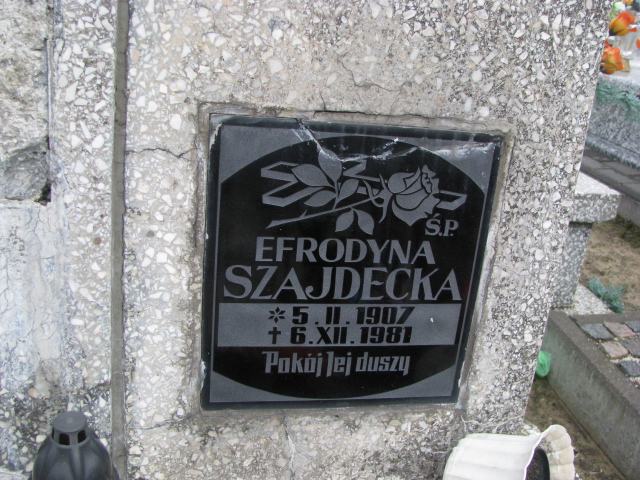 Ś.P.
EFRODYNA
SZAJDECKA
* 5.II.1907
† 6.XII.1981
Pokój Jej duszy